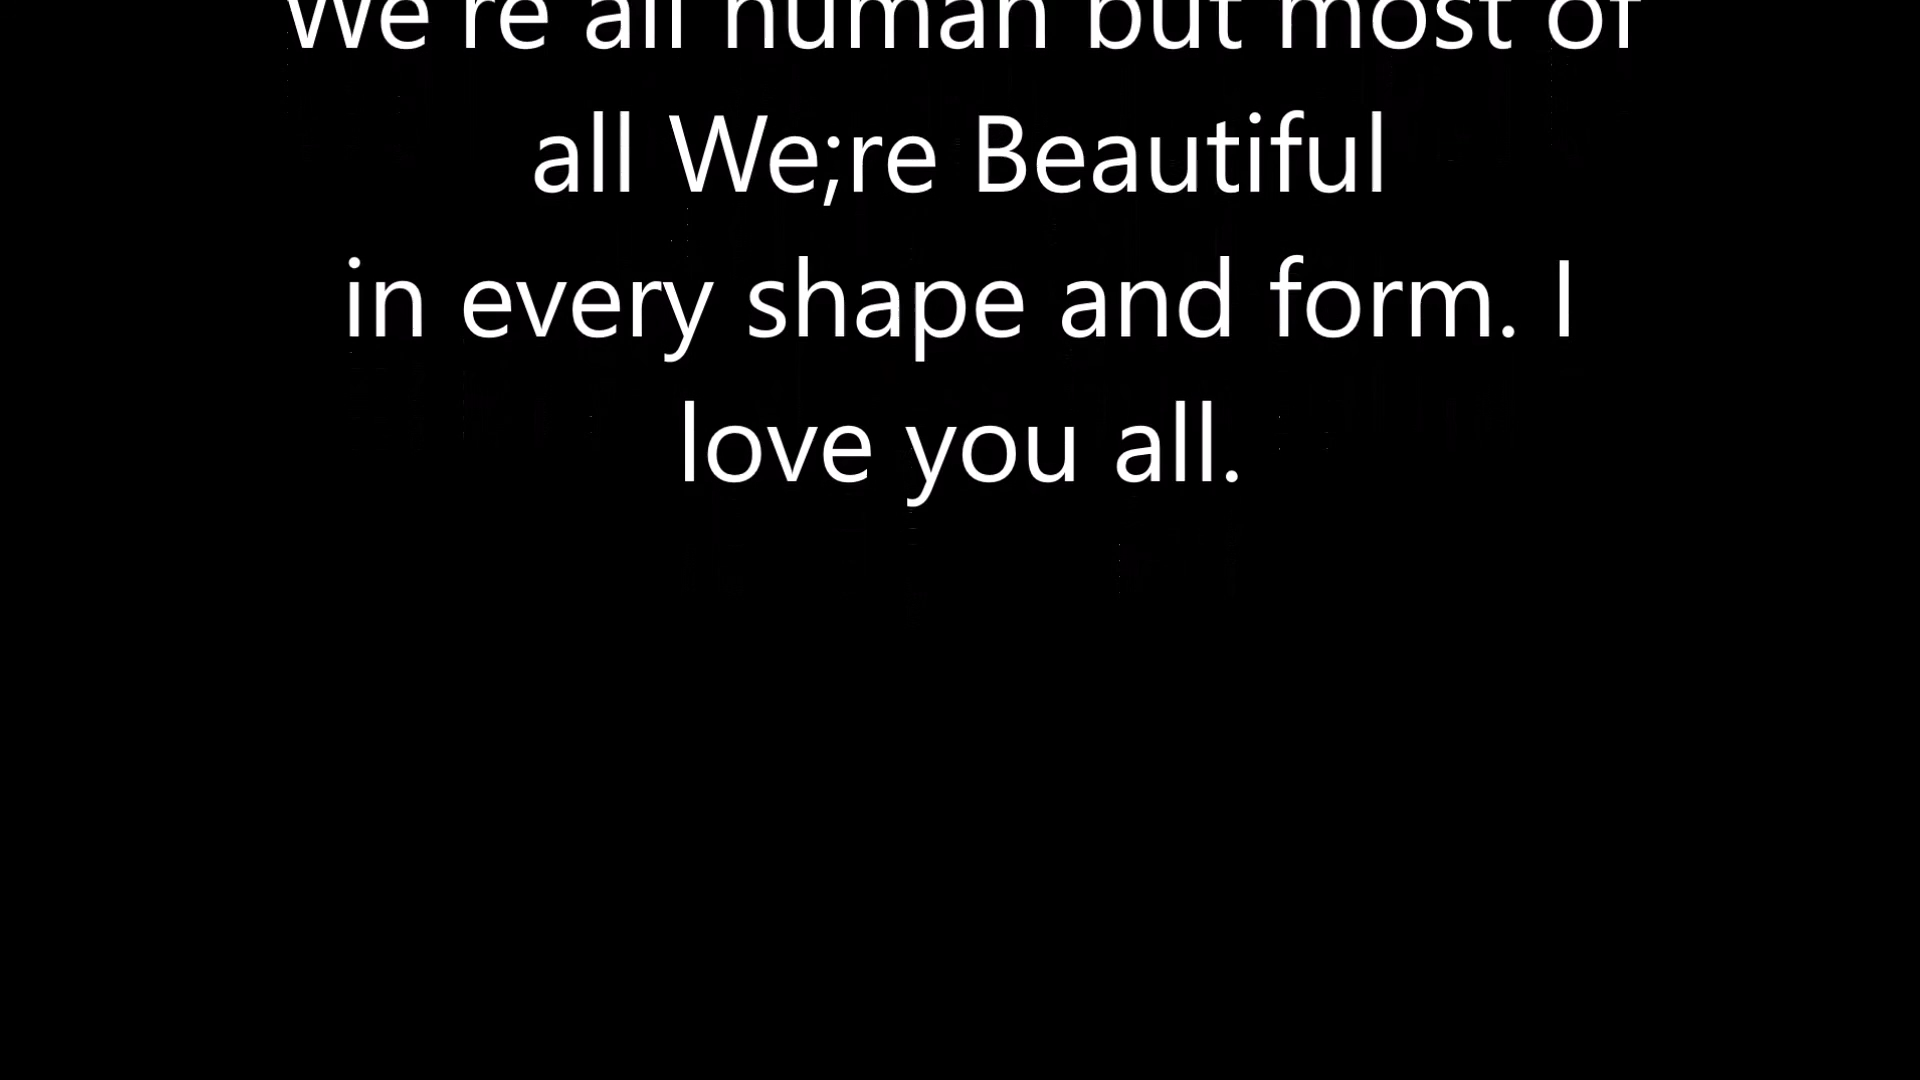 We're all human but most of
all We;re Beautiful
in every shape and form. I
love you all.